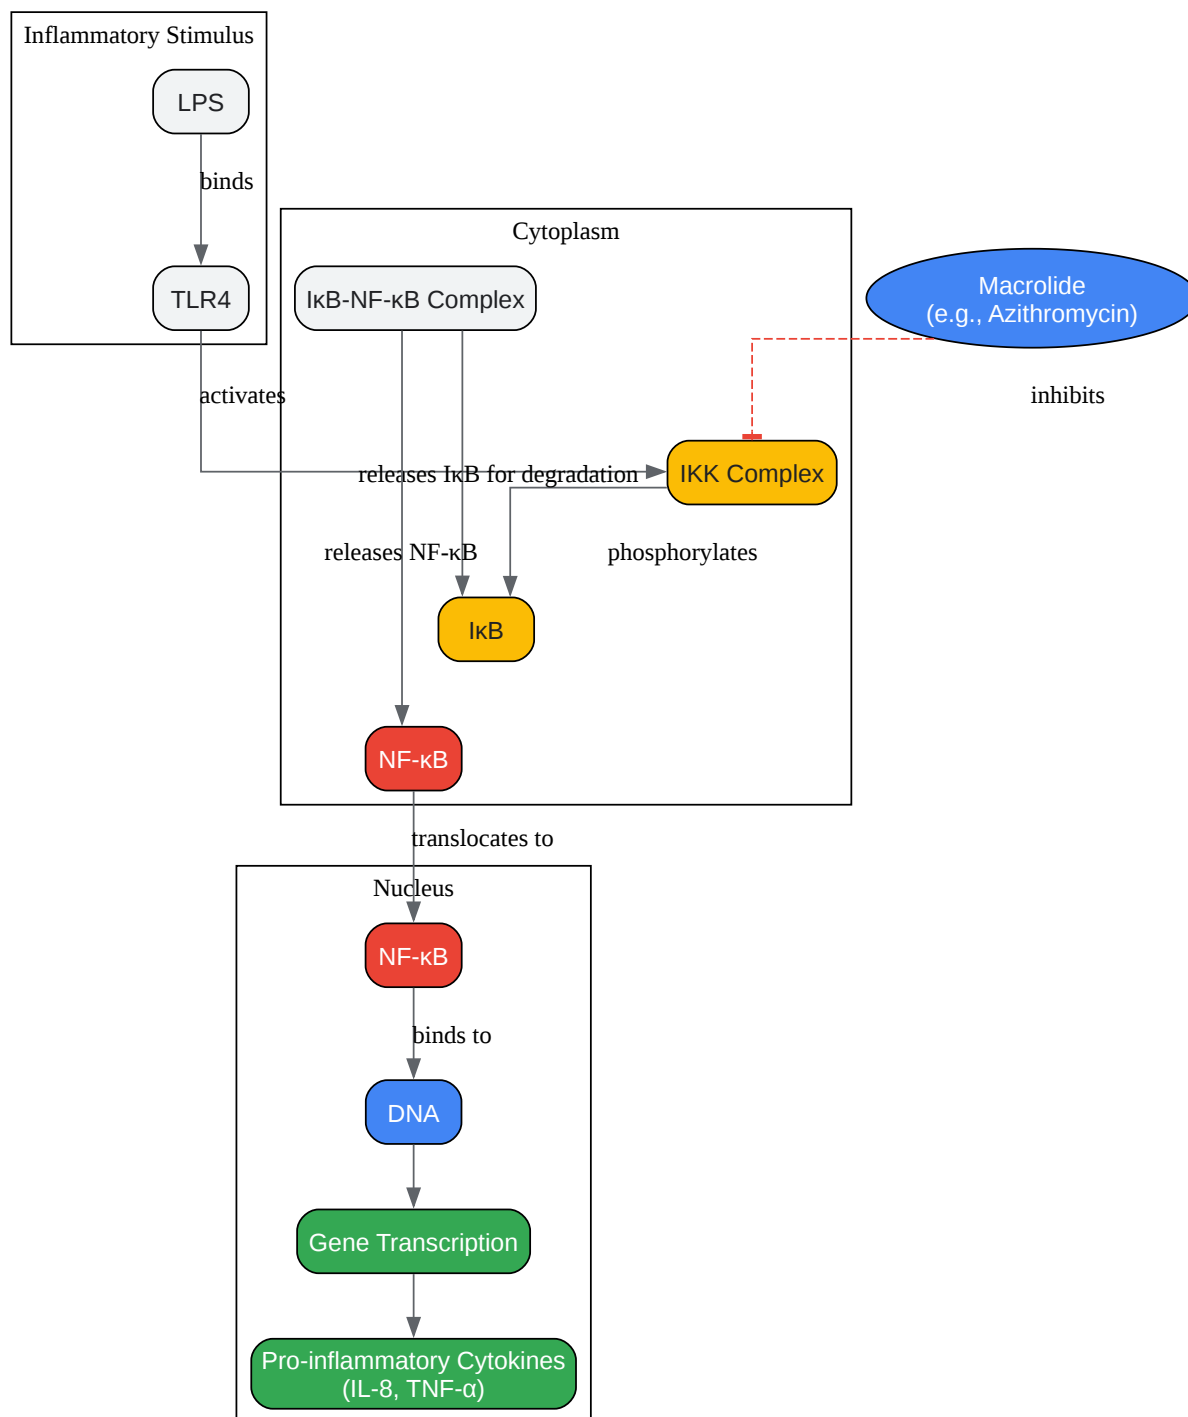 Inflammatory Stimulus
LPS
binds
TLR4
activates
Cytoplasm
IκB-NF-κB Complex
Macrolide
(e.g., Azithromycin)
inhibits
releases IκB for degradation
IKK Complex
releases NF-κB
phosphorylates
IκB
NF-κB
translocates to
Nucleus
NF-κB
binds to
DNA
Gene Transcription
Pro-inflammatory Cytokines
(IL-8, TNF-α)